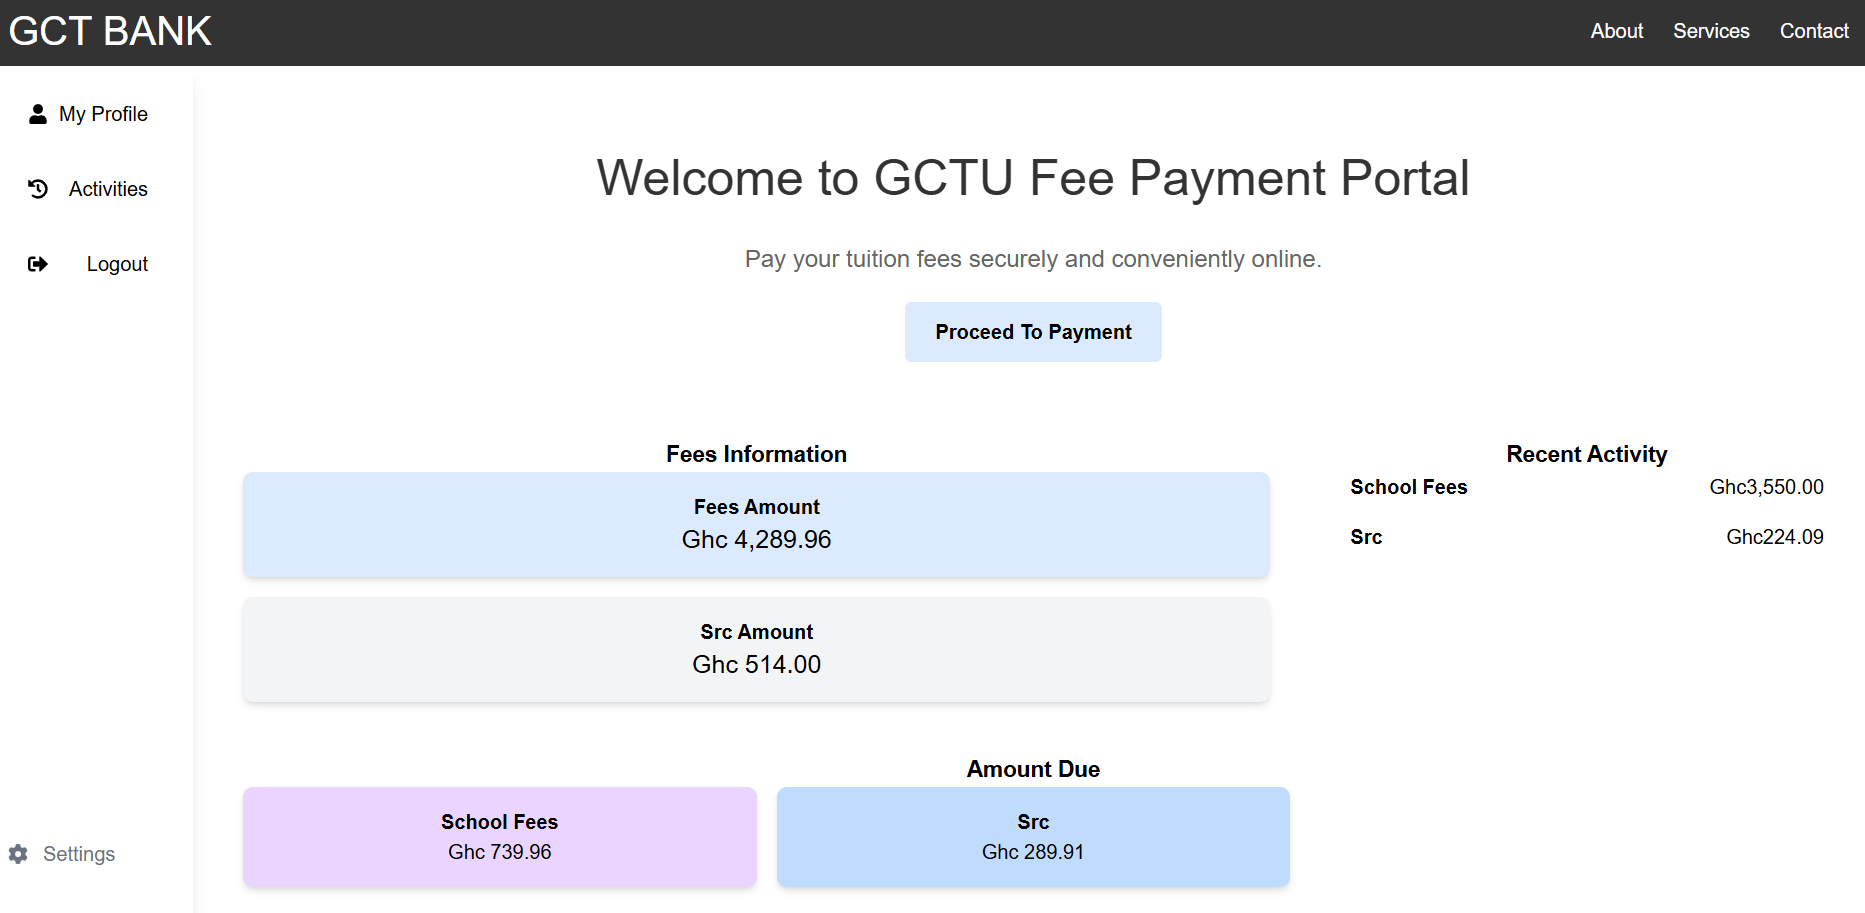 GCT BANK
About Services Contact
My Profile
Activities
Logout
Settings
Welcome to GCTU Fee Payment Portal
Pay your tuition fees securely and conveniently online.
Proceed To Payment
Fees Information
Fees Amount
Ghc 4,289.96
Src Amount
Ghc 514.00
Recent Activity
School Fees Ghc3,550.00
Src Ghc224.09
Amount Due
School Fees
Ghc 739.96
Src
Ghc 289.91